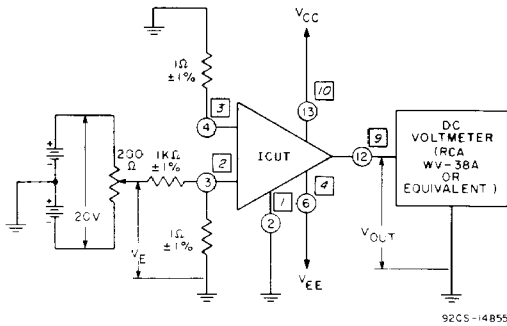 VCC
1Ω
±1%
3
10
4
13
200
Ω
1KΩ
±1%
2
3
ICUT
9
12
DC
VOLTMETER
(RCA
WV-38A
OR
EQUIVALENT)
20V
VE
1Ω
±1%
1
2
4
6
VEE
VOUT
92CS-14855